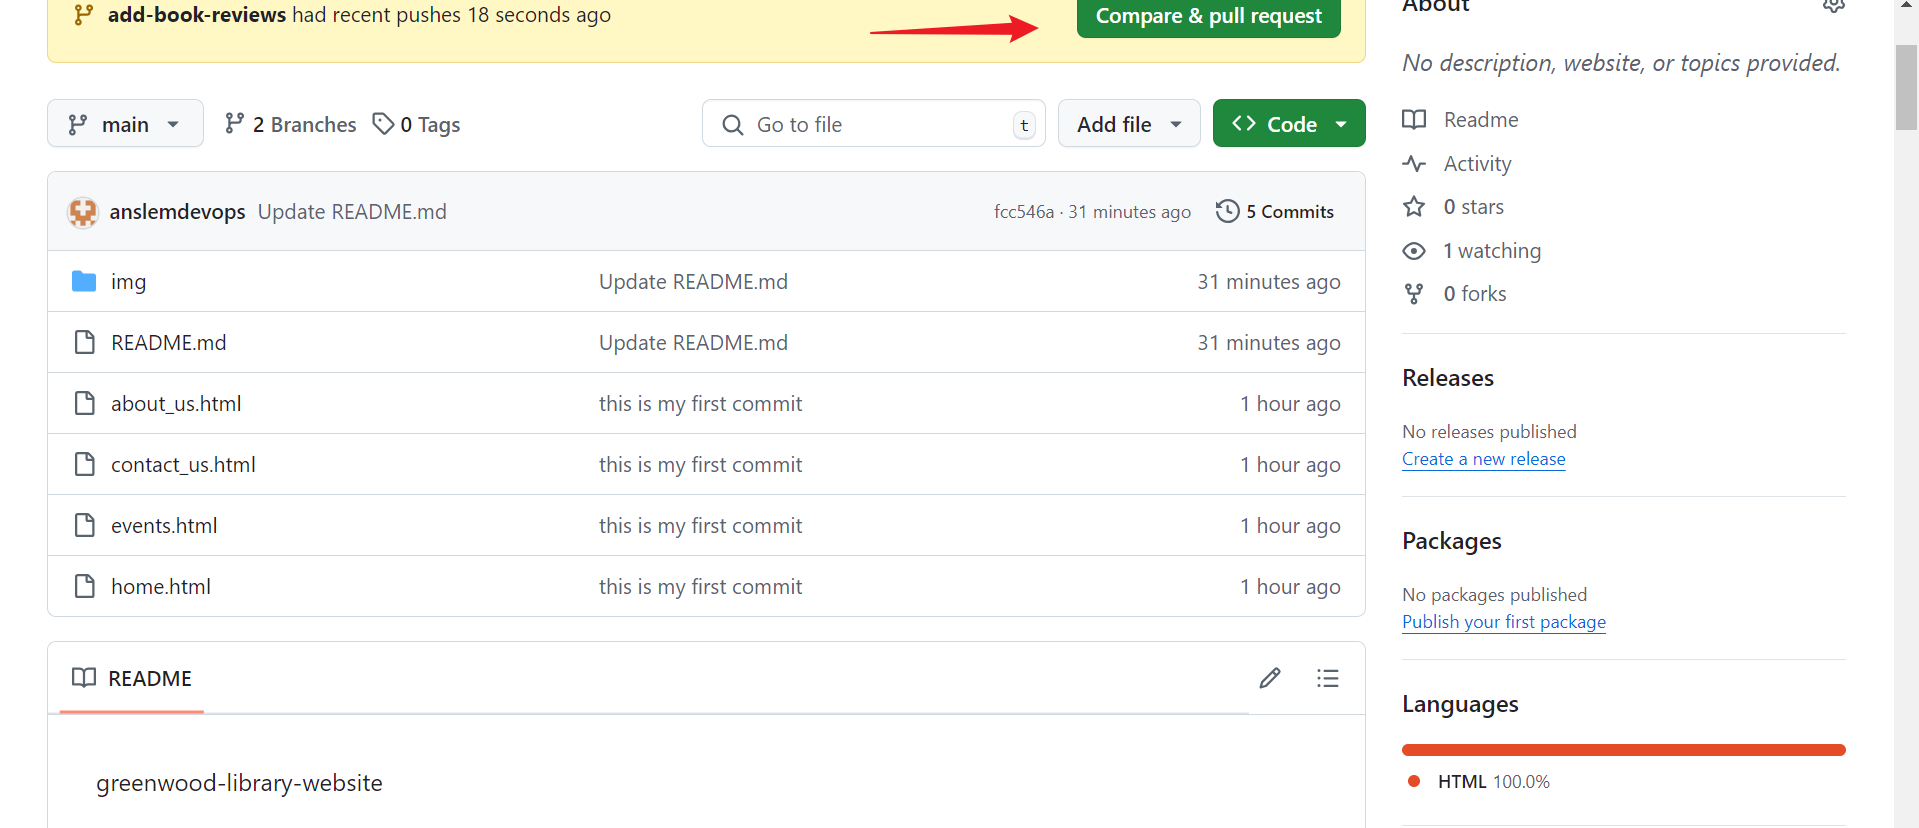 add-book-reviews had recent pushes 18 seconds ago
Compare & pull request
main
2 Branches
0 Tags
Go to file
t
Add file
Code
anslemdevops Update README.md
fcc546a · 31 minutes ago
5 Commits
img Update README.md 31 minutes ago
README.md Update README.md 31 minutes ago
about_us.html this is my first commit 1 hour ago
contact_us.html this is my first commit 1 hour ago
events.html this is my first commit 1 hour ago
home.html this is my first commit 1 hour ago
README
greenwood-library-website
About
No description, website, or topics provided.
Readme
Activity
0 stars
1 watching
0 forks
Releases
No releases published
Create a new release
Packages
No packages published
Publish your first package
Languages
HTML 100.0%